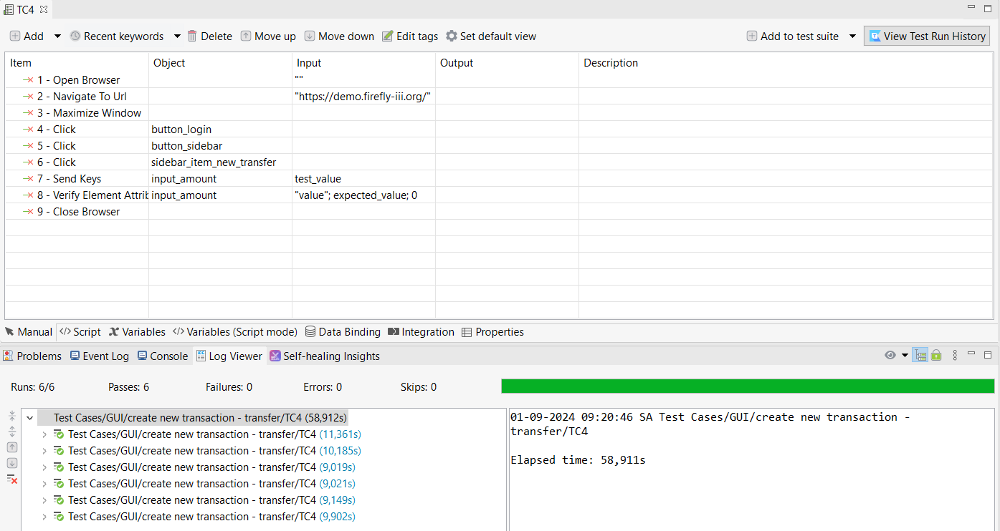 TC4
Add Recent keywords Delete Move up Move down Edit tags Set default view Add to test suite View Test Run History
Item Object Input Output Description
1 - Open Browser ""
2 - Navigate To Url "https://demo.firefly-iii.org/"
3 - Maximize Window
4 - Click button_login
5 - Click button_sidebar
6 - Click sidebar_item_new_transfer
7 - Send Keys input_amount test_value
8 - Verify Element Attrib input_amount "value"; expected_value; 0
9 - Close Browser
Manual </> Script Variables </> Variables (Script mode) Data Binding Integration Properties
Problems Event Log Console Log Viewer Self-healing Insights
Runs: 6/6 Passes: 6 Failures: 0 Errors: 0 Skips: 0
Test Cases/GUI/create new transaction - transfer/TC4 (58,912s)
Test Cases/GUI/create new transaction - transfer/TC4 (11,361s)
Test Cases/GUI/create new transaction - transfer/TC4 (10,185s)
Test Cases/GUI/create new transaction - transfer/TC4 (9,019s)
Test Cases/GUI/create new transaction - transfer/TC4 (9,021s)
Test Cases/GUI/create new transaction - transfer/TC4 (9,149s)
Test Cases/GUI/create new transaction - transfer/TC4 (9,902s)
01-09-2024 09:20:46 SA Test Cases/GUI/create new transaction -
transfer/TC4
Elapsed time: 58,911s